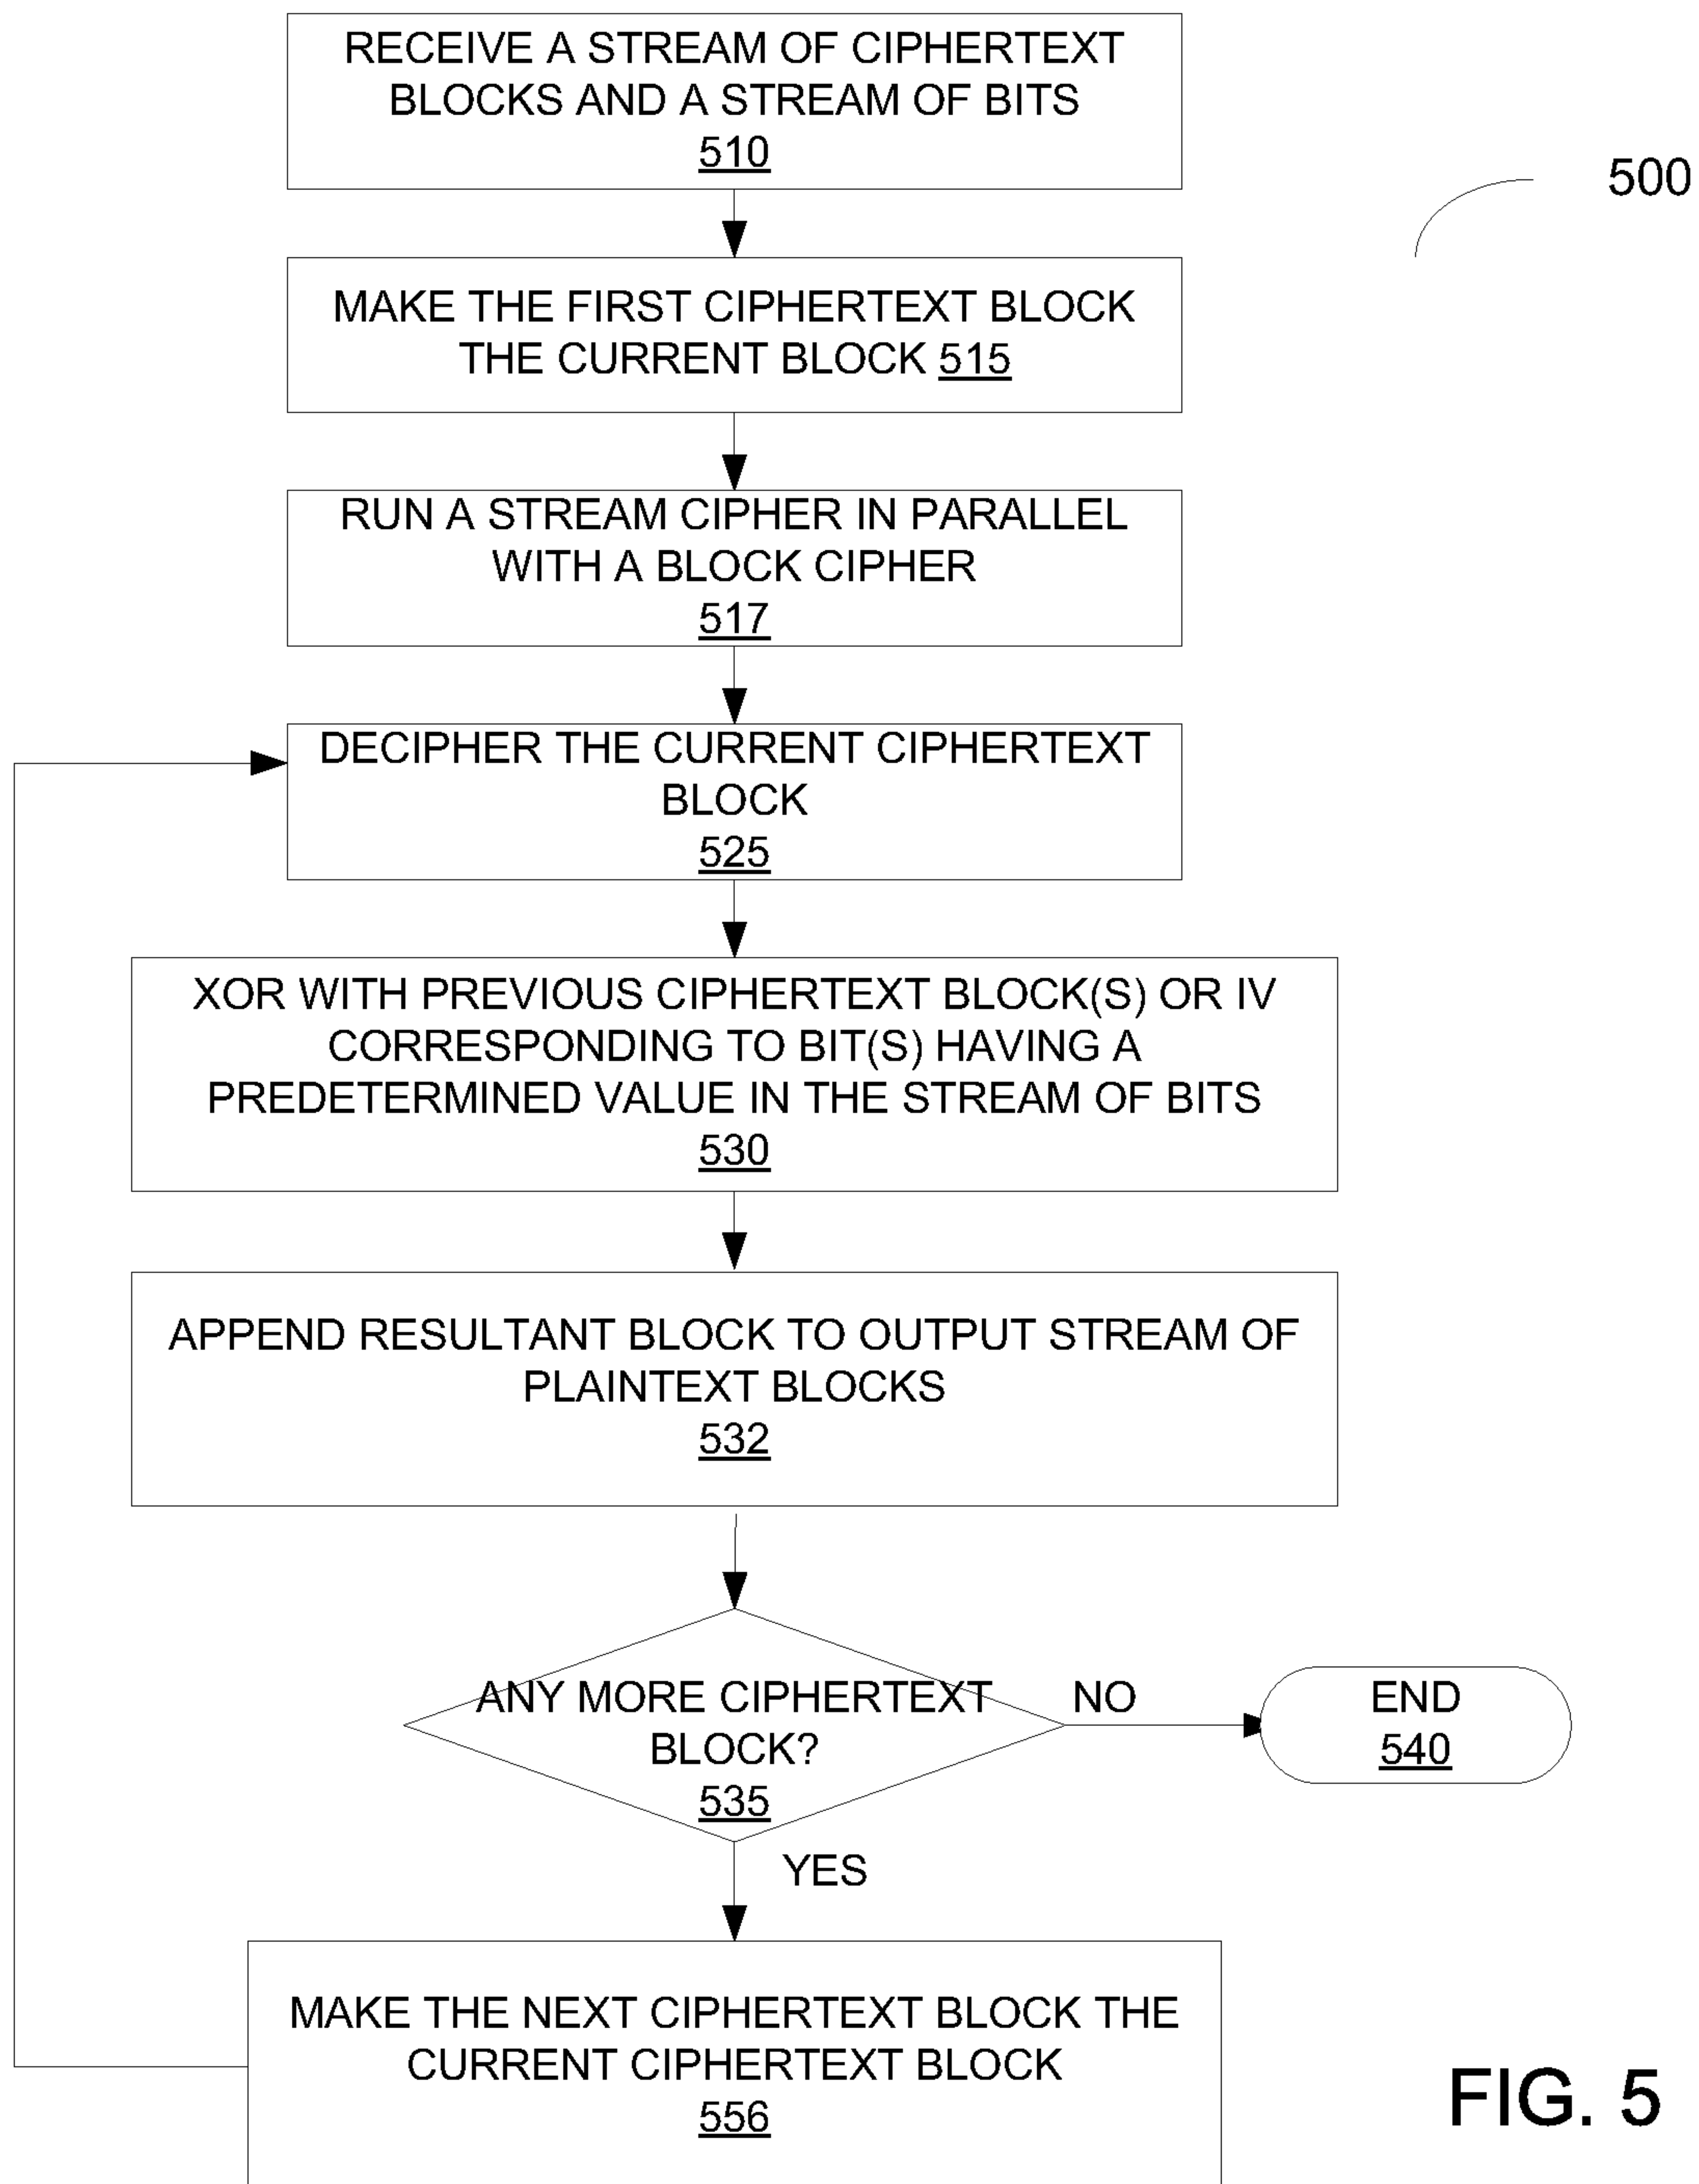 RECEIVE A STREAM OF CIPHERTEXT
BLOCKS AND A STREAM OF BITS
510
500
MAKE THE FIRST CIPHERTEXT BLOCK
THE CURRENT BLOCK 515
RUN A STREAM CIPHER IN PARALLEL
WITH A BLOCK CIPHER
517
DECIPHER THE CURRENT CIPHERTEXT
BLOCK
525
XOR WITH PREVIOUS CIPHERTEXT BLOCK(S) OR IV
CORRESPONDING TO BIT(S) HAVING A
PREDETERMINED VALUE IN THE STREAM OF BITS
530
APPEND RESULTANT BLOCK TO OUTPUT STREAM OF
PLAINTEXT BLOCKS
532
ANY MORE CIPHERTEXT
BLOCK?
535
NO
END
540
YES
MAKE THE NEXT CIPHERTEXT BLOCK THE
CURRENT CIPHERTEXT BLOCK
556
FIG. 5